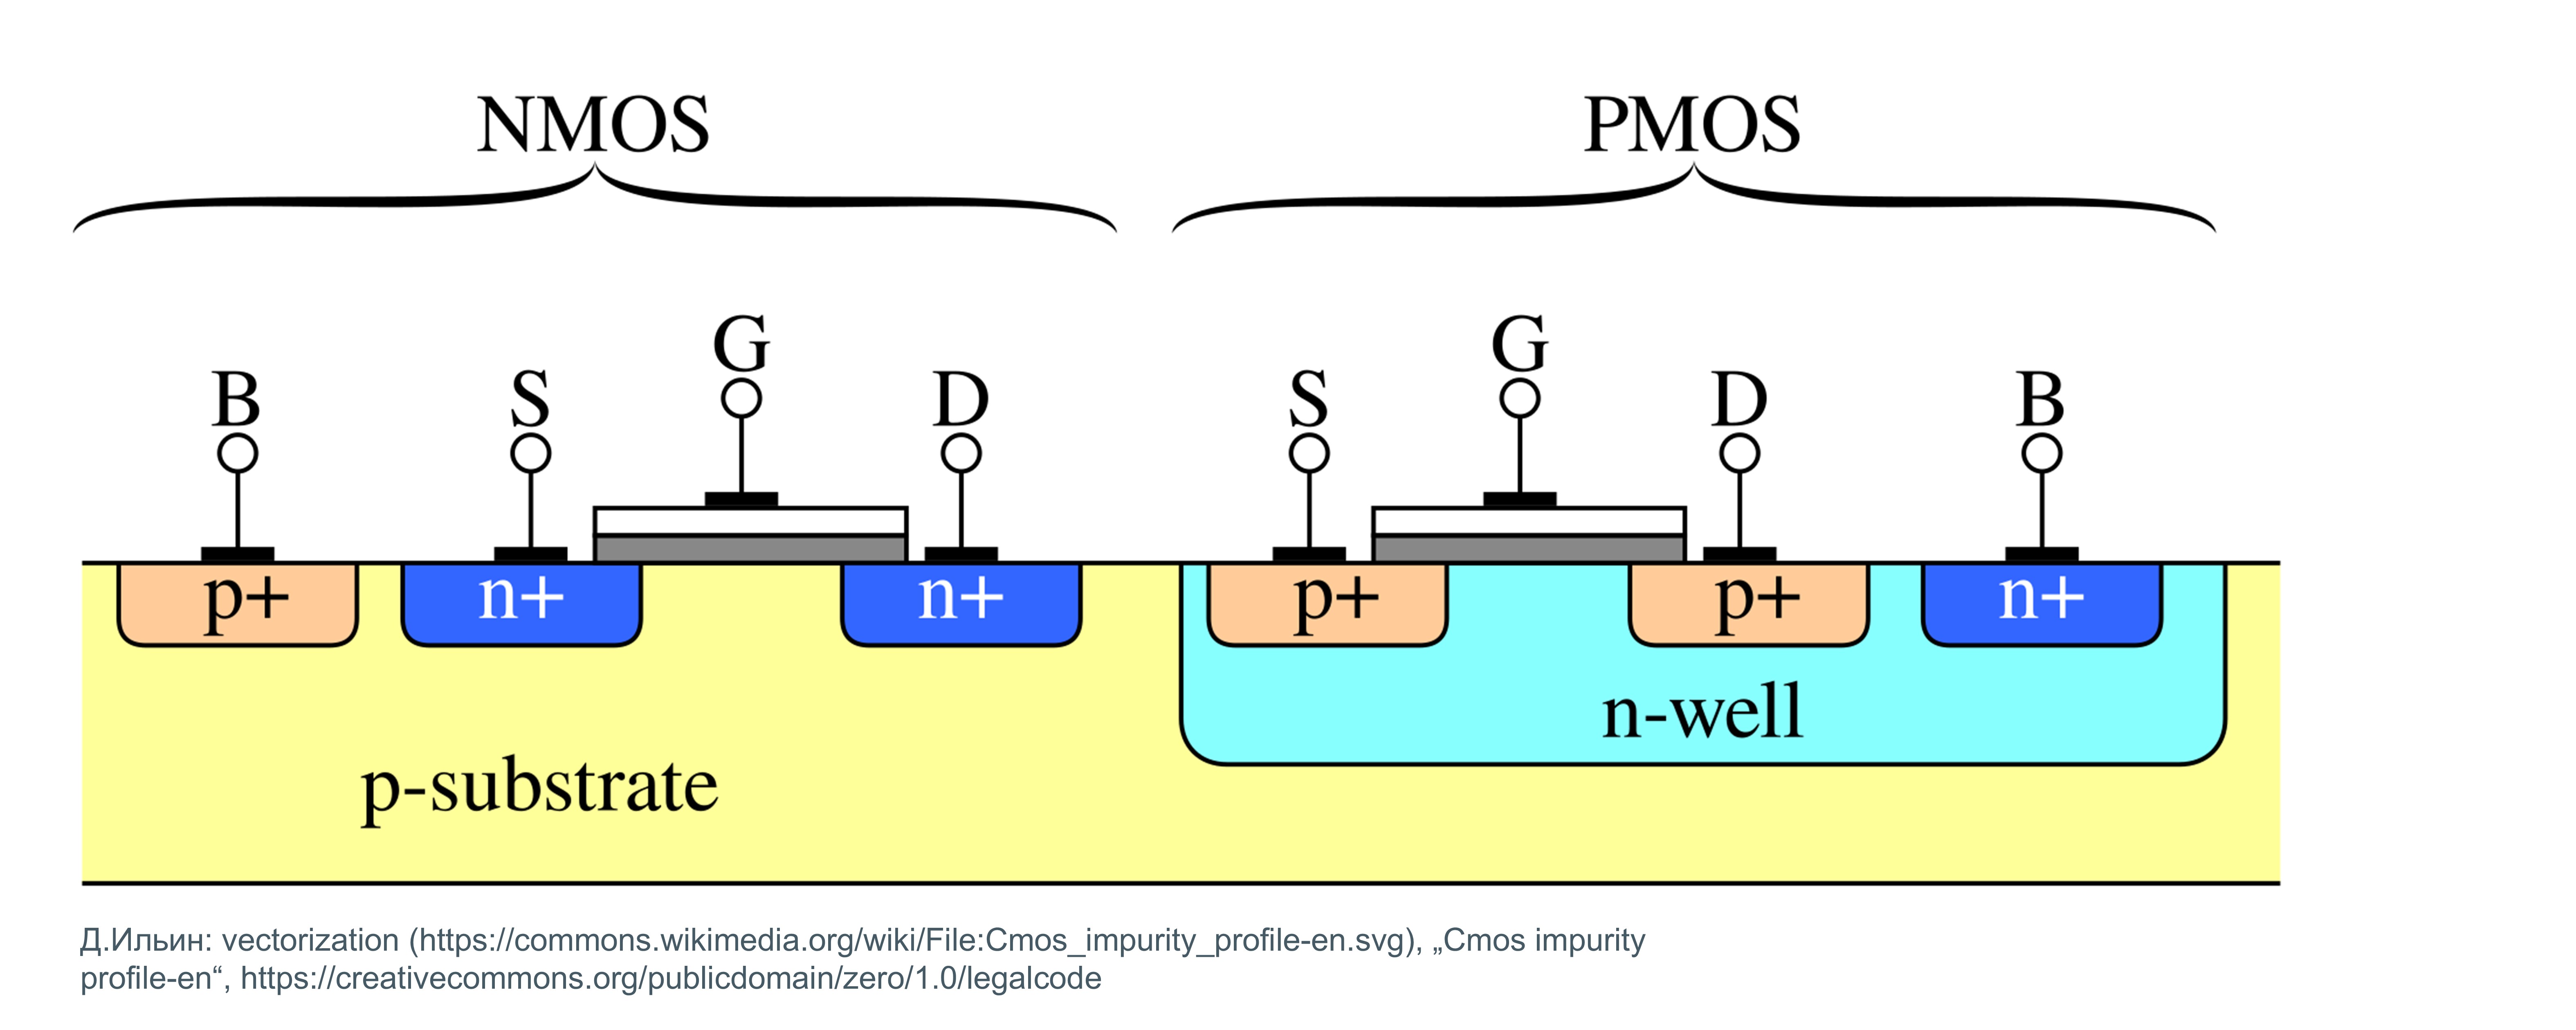 NMOS PMOS
G G
B S D S D B
p+ n+ n+ p+ p+ n+
n-well
p-substrate
Д.Ильин: vectorization (https://commons.wikimedia.org/wiki/File:Cmos_impurity_profile-en.svg), „Cmos impurity
profile-en“, https://creativecommons.org/publicdomain/zero/1.0/legalcode